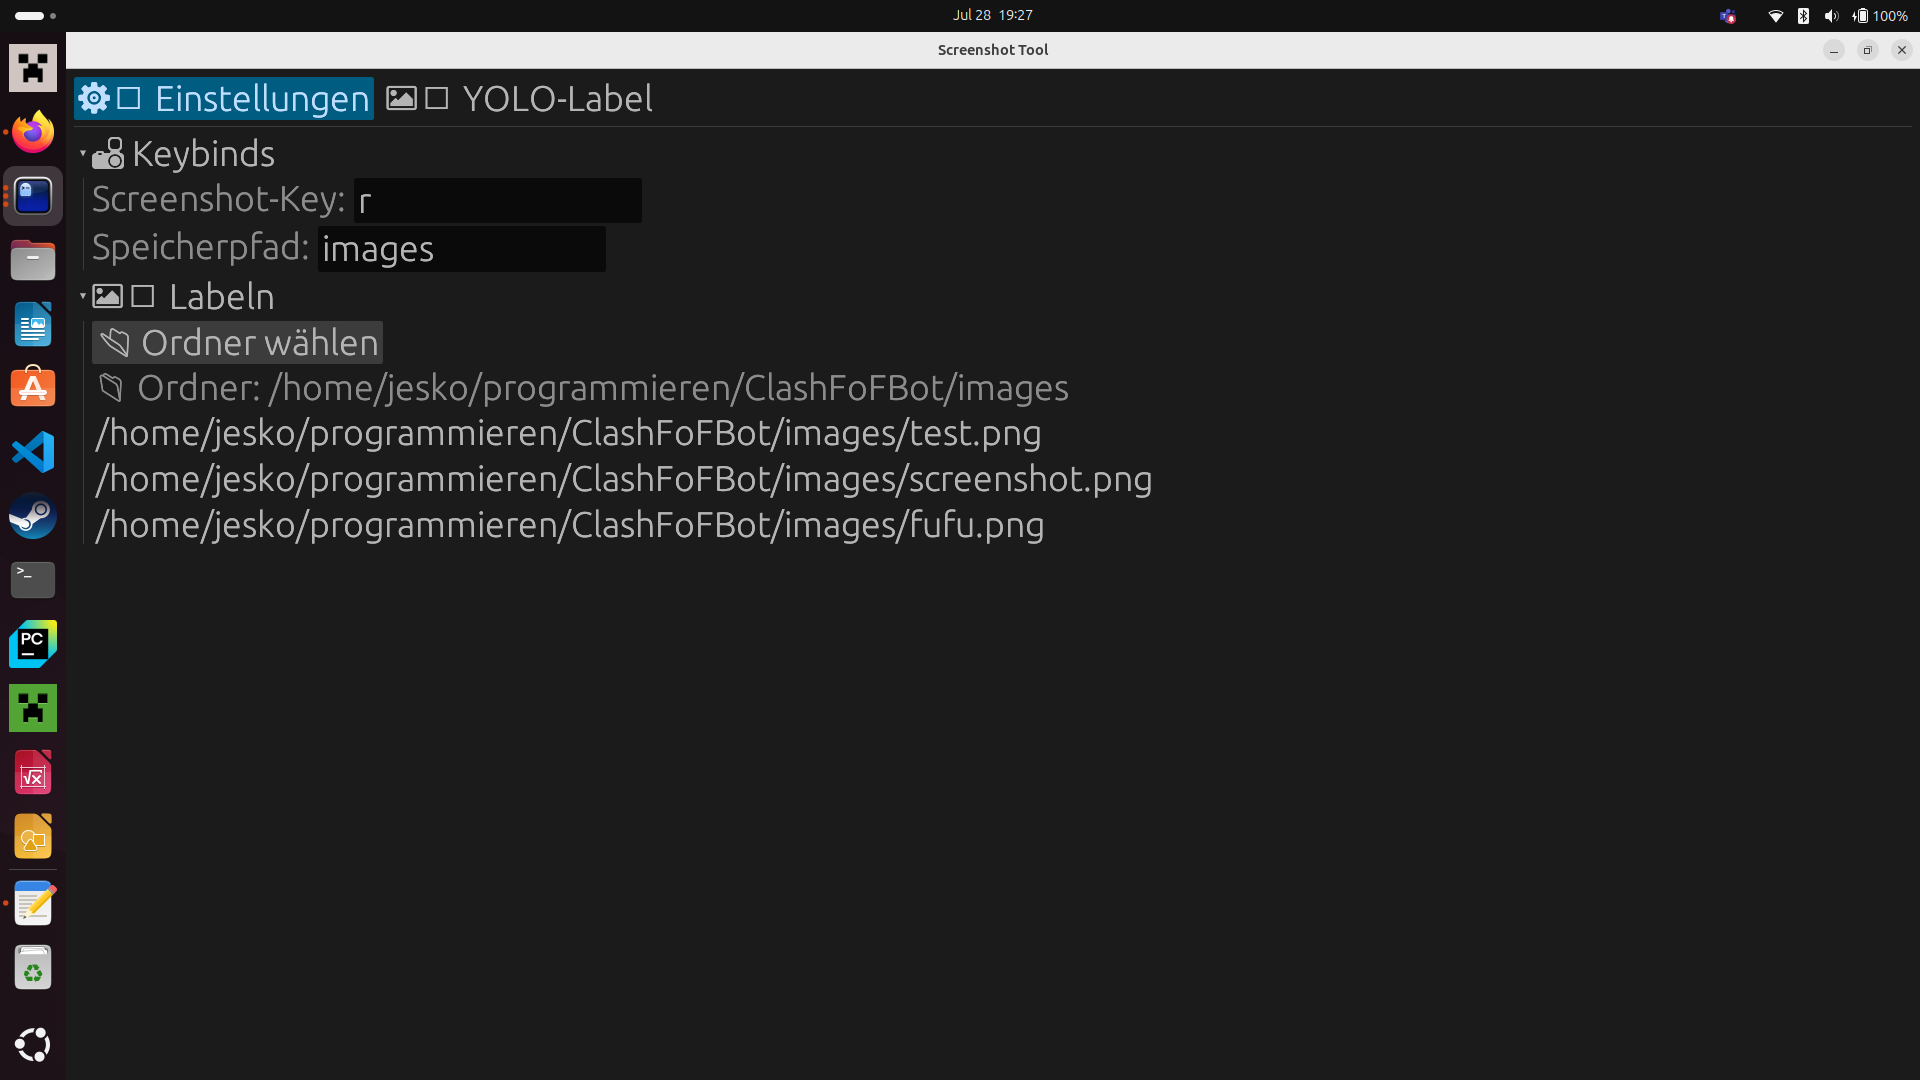 Jul 28 19:27
100%
Screenshot Tool
Einstellungen
YOLO-Label
Keybinds
Screenshot-Key: r
Speicherpfad: images
Labeln
Ordner wählen
Ordner: /home/jesko/programmieren/ClashFoFBot/images
/home/jesko/programmieren/ClashFoFBot/images/test.png
/home/jesko/programmieren/ClashFoFBot/images/screenshot.png
/home/jesko/programmieren/ClashFoFBot/images/fufu.png
>_
PC